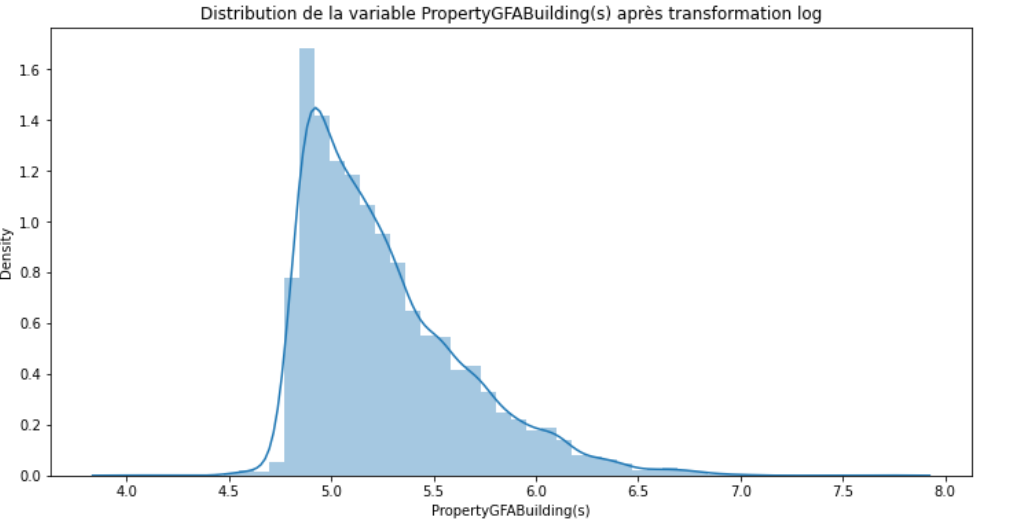 Distribution de la variable PropertyGFABuilding(s) après transformation log
1.6
1.4
1.2
1.0
0.8
0.6
0.4
0.2
0.0
Density
4.0 4.5 5.0 5.5 6.0 6.5 7.0 7.5 8.0
PropertyGFABuilding(s)